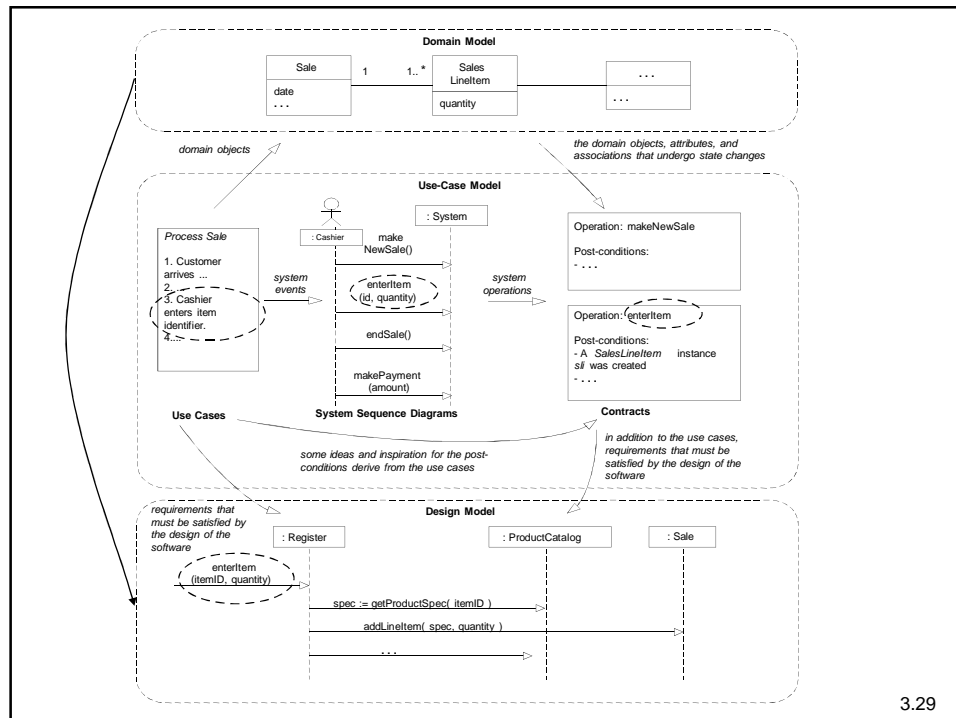 Domain Model
Sale
1
1.. *
Sales
LineItem
. . .
date
. . .
quantity
. . .
domain objects
the domain objects, attributes, and
associations that undergo state changes
Use-Case Model
Process Sale
1. Customer
arrives ...
2. ...
3. Cashier
enters item
identifier.
4....
system
events
: Cashier
: System
make
NewSale()
enterItem
(id, quantity)
endSale()
makePayment
(amount)
system
operations
Operation: makeNewSale
Post-conditions:
- . . .
Operation: enterItem
Post-conditions:
- A SalesLineItem instance
sli was created
- . . .
Use Cases
System Sequence Diagrams
Contracts
some ideas and inspiration for the post-
conditions derive from the use cases
in addition to the use cases,
requirements that must be
satisfied by the design of the
software
Design Model
requirements that
must be satisfied by
the design of the
software
: Register
: ProductCatalog
: Sale
enterItem
(itemID, quantity)
spec := getProductSpec( itemID )
addLineItem( spec, quantity )
. . .
3.29